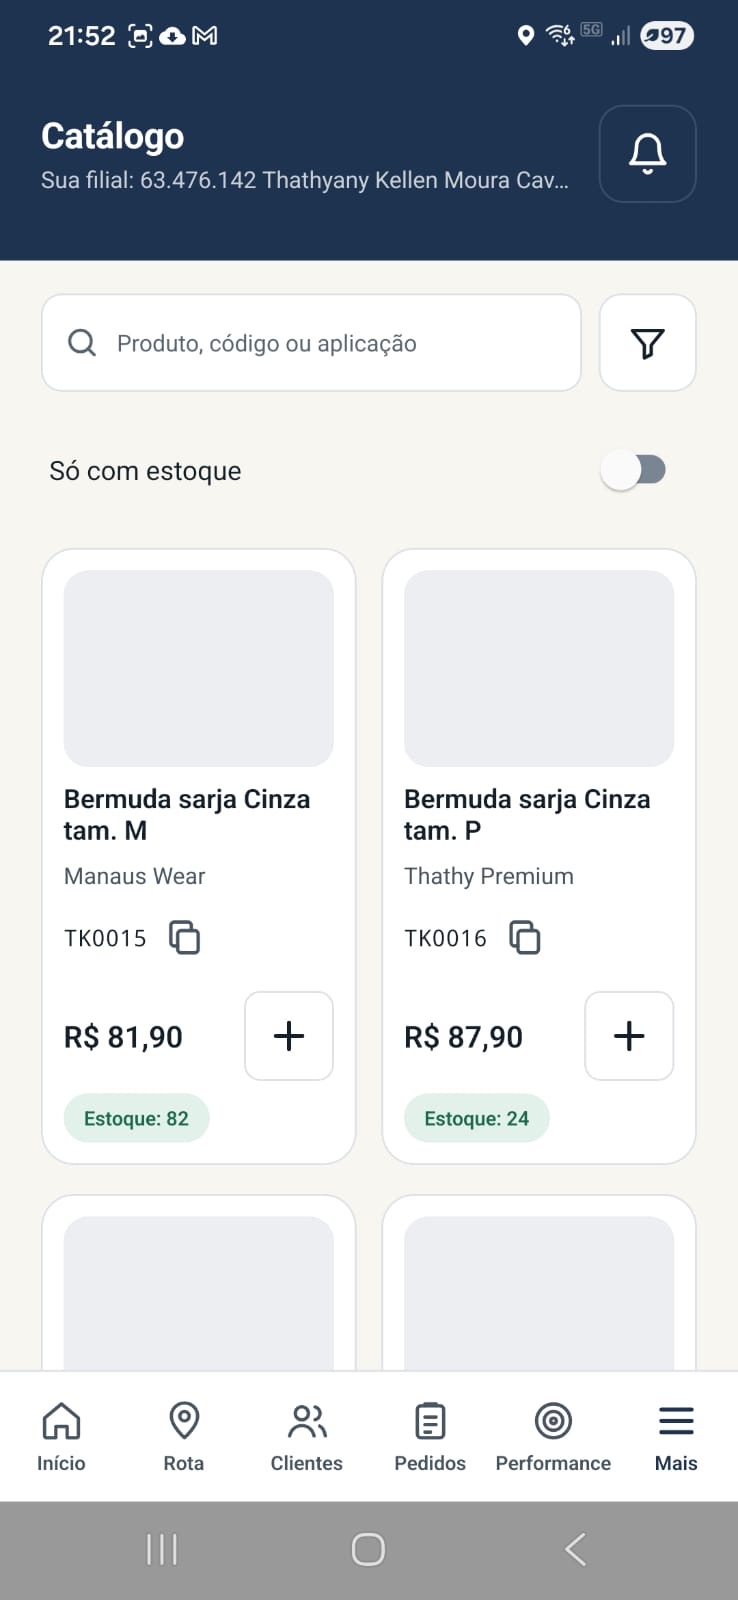 21:52
5G
97
Catálogo
Sua filial: 63.476.142 Thathyany Kellen Moura Cav...
Produto, código ou aplicação
Só com estoque
Bermuda sarja Cinza
tam. M
Manaus Wear
TK0015
R$ 81,90
Estoque: 82
Bermuda sarja Cinza
tam. P
Thathy Premium
TK0016
R$ 87,90
Estoque: 24
Início
Rota
Clientes
Pedidos
Performance
Mais